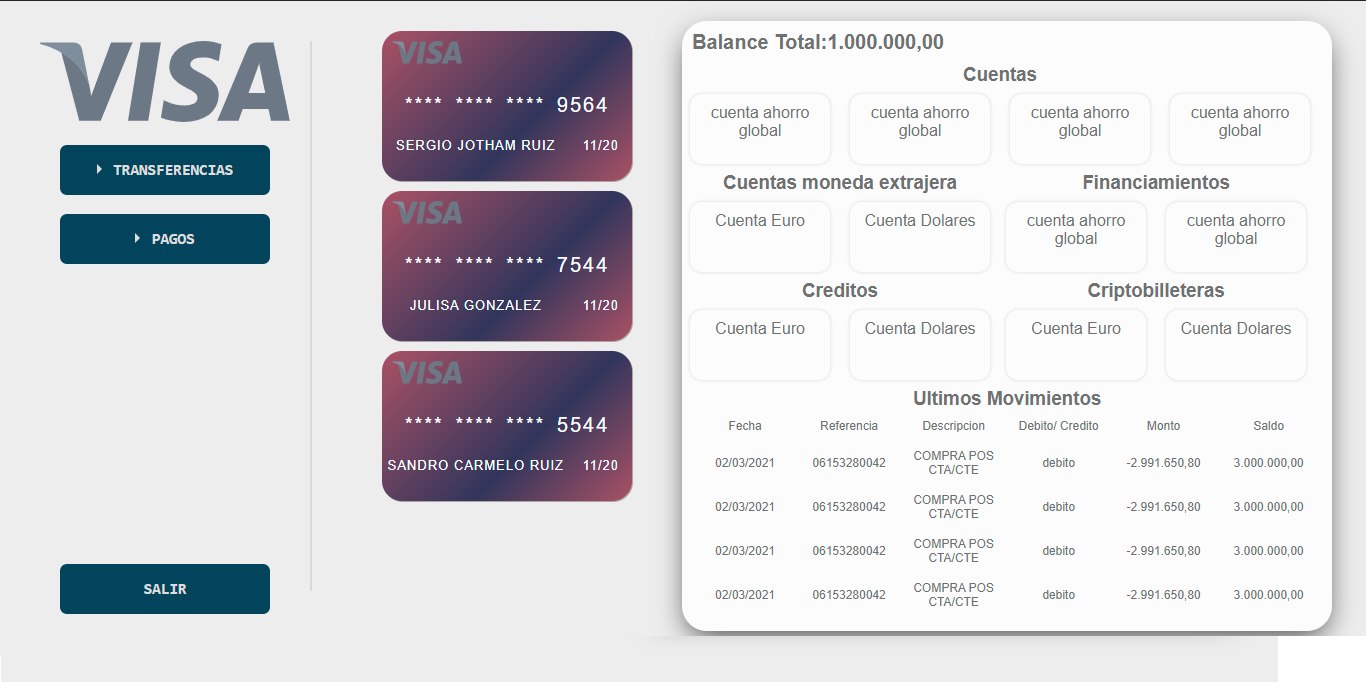 VISA
TRANSFERENCIAS
PAGOS
SALIR
VISA
**** **** **** 9564
SERGIO JOTHAM RUIZ 11/20
VISA
**** **** **** 7544
JULISA GONZALEZ 11/20
VISA
**** **** **** 5544
SANDRO CARMELO RUIZ 11/20
Balance Total:1.000.000,00
Cuentas
cuenta ahorro
global
cuenta ahorro
global
cuenta ahorro
global
cuenta ahorro
global
Cuentas moneda extrajera
Cuenta Euro
Cuenta Dolares
Financiamientos
cuenta ahorro
global
cuenta ahorro
global
Creditos
Cuenta Euro
Cuenta Dolares
Criptobilleteras
Cuenta Euro
Cuenta Dolares
Ultimos Movimientos
Fecha Referencia Descripcion Debito/ Credito Monto Saldo
02/03/2021 06153280042 COMPRA POS CTA/CTE debito -2.991.650,80 3.000.000,00
02/03/2021 06153280042 COMPRA POS CTA/CTE debito -2.991.650,80 3.000.000,00
02/03/2021 06153280042 COMPRA POS CTA/CTE debito -2.991.650,80 3.000.000,00
02/03/2021 06153280042 COMPRA POS CTA/CTE debito -2.991.650,80 3.000.000,00